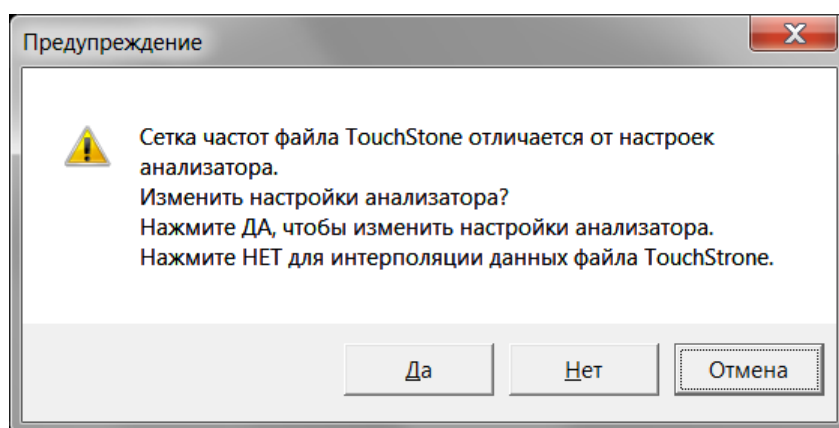 Предупреждение
Сетка частот файла TouchStone отличается от настроек
анализатора.
Изменить настройки анализатора?
Нажмите ДА, чтобы изменить настройки анализатора.
Нажмите НЕТ для интерполяции данных файла TouchStrone.
Да Нет Отмена